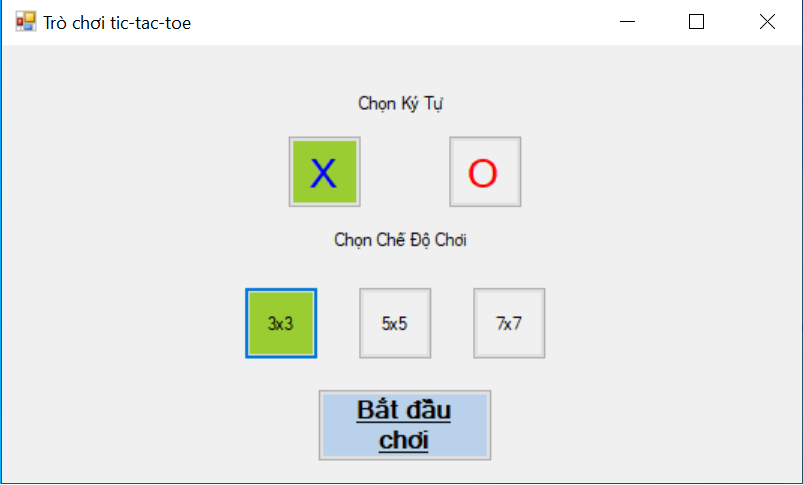 Trò chơi tic-tac-toe
Chọn Ký Tự
X
O
Chọn Chế Độ Chơi
3x3
5x5
7x7
Bắt đầu
chơi